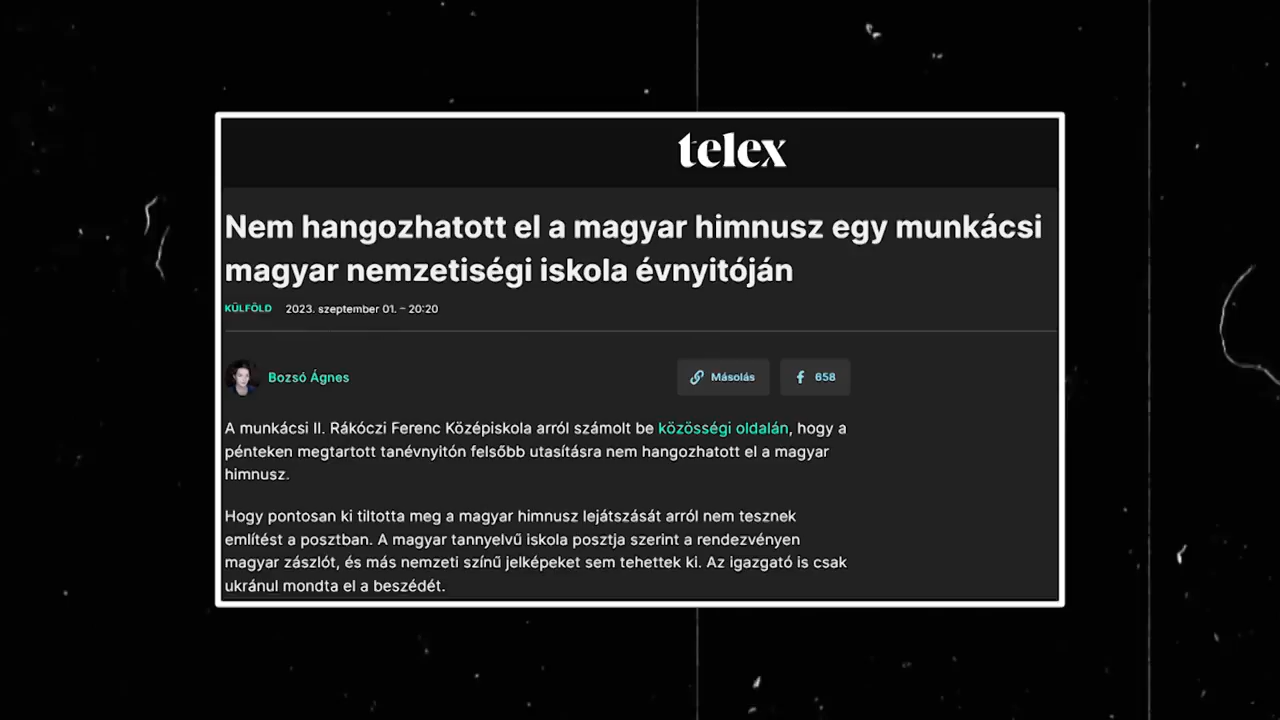 telex
Nem hangozhatott el a magyar himnusz egy munkácsi
magyar nemzetiségi iskola évnyitóján
KÜLFÖLD 2023. szeptember 01. – 20:20
Bozsó Ágnes Másolás 658
A munkácsi II. Rákóczi Ferenc Középiskola arról számolt be közösségi oldalán, hogy a
pénteken megtartott tanévnyitón felsőbb utasításra nem hangozhatott el a magyar
himnusz.
Hogy pontosan ki tiltotta meg a magyar himnusz lejátszását arról nem tesznek
említést a posztban. A magyar tannyelvű iskola posztja szerint a rendezvényen
magyar zászlót, és más nemzeti színű jelképeket sem tehettek ki. Az igazgató is csak
ukránul mondta el a beszédét.